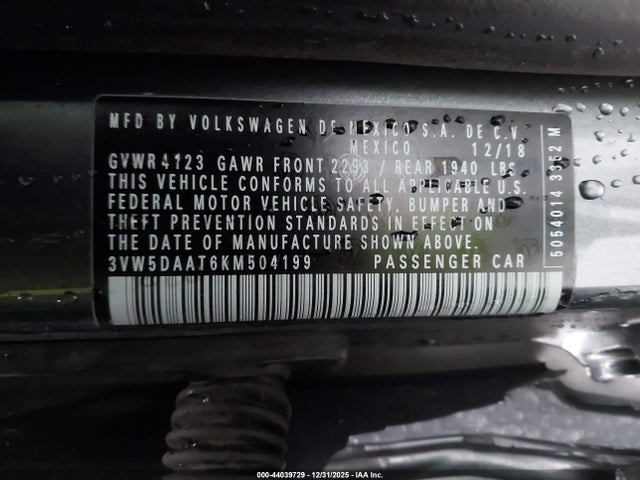 MFD BY VOLKSWAGEN DE MEXICO S.A. DE C.V
MEXICO 12/18
GVWR4123 GAWR FRONT 2293 / REAR 1940 LBS
THIS VEHICLE CONFORMS TO ALL APPLICABLE U.S.
FEDERAL MOTOR VEHICLE SAFETY, BUMPER AND
THEFT PREVENTION STANDARDS IN EFFECT ON
THE DATE OF MANUFACTURE SHOWN ABOVE.
3VW5DAAT6KM504199 PASSENGER CAR
5054014 3352 M
000-44039729 - 12/31/2025 - IAA Inc.